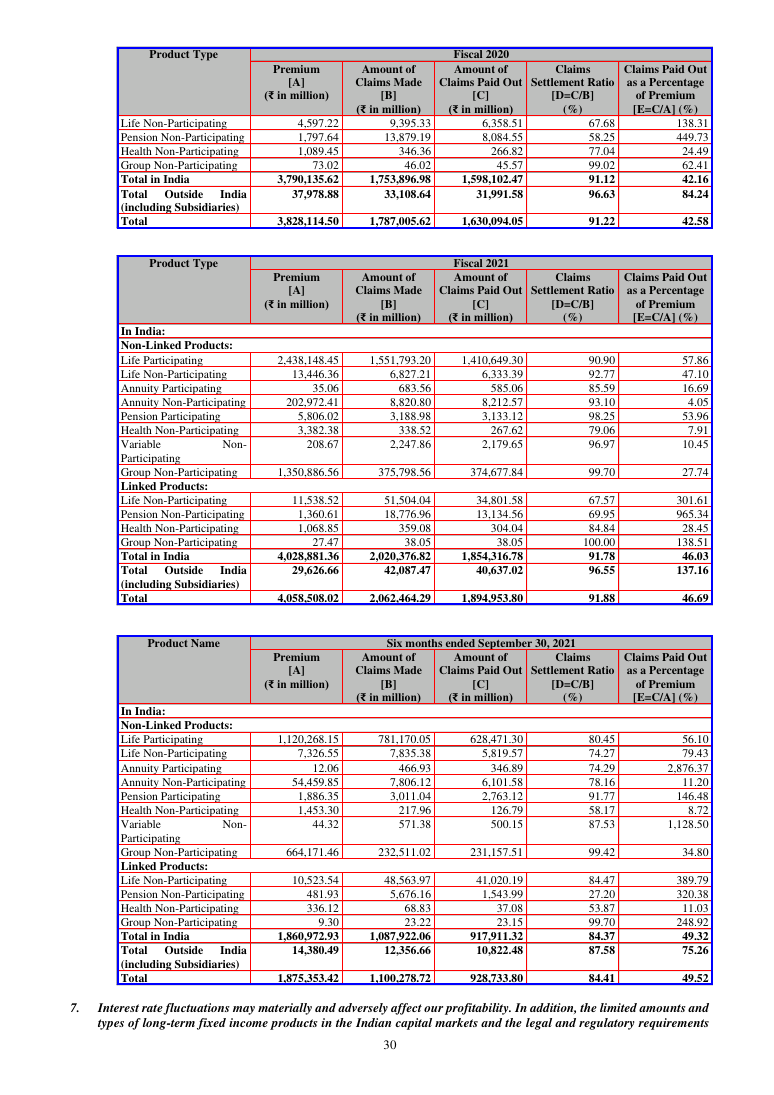 Product Type Fiscal 2020
Premium Amount of Amount of Claims Claims Paid Out
[A] Claims Made Claims Paid Out Settlement Ratio as a Percentage
(₹ in million) [B] [C] [D=C/B] of Premium
(₹ in million) (₹ in million) (%) [E=C/A] (%)
Life Non-Participating 4,597.22 9,395.33 6,358.51 67.68 138.31
Pension Non-Participating 1,797.64 13,879.19 8,084.55 58.25 449.73
Health Non-Participating 1,089.45 346.36 266.82 77.04 24.49
Group Non-Participating 73.02 46.02 45.57 99.02 62.41
Total in India 3,790,135.62 1,753,896.98 1,598,102.47 91.12 42.16
Total Outside India 37,978.88 33,108.64 31,991.58 96.63 84.24
(including Subsidiaries)
Total 3,828,114.50 1,787,005.62 1,630,094.05 91.22 42.58
Product Type Fiscal 2021
Premium Amount of Amount of Claims Claims Paid Out
[A] Claims Made Claims Paid Out Settlement Ratio as a Percentage
(₹ in million) [B] [C] [D=C/B] of Premium
(₹ in million) (₹ in million) (%) [E=C/A] (%)
In India:
Non-Linked Products:
Life Participating 2,438,148.45 1,551,793.20 1,410,649.30 90.90 57.86
Life Non-Participating 13,446.36 6,827.21 6,333.39 92.77 47.10
Annuity Participating 35.06 683.56 585.06 85.59 16.69
Annuity Non-Participating 202,972.41 8,820.80 8,212.57 93.10 4.05
Pension Participating 5,806.02 3,188.98 3,133.12 98.25 53.96
Health Non-Participating 3,382.38 338.52 267.62 79.06 7.91
Variable Non- 208.67 2,247.86 2,179.65 96.97 10.45
Participating
Group Non-Participating 1,350,886.56 375,798.56 374,677.84 99.70 27.74
Linked Products:
Life Non-Participating 11,538.52 51,504.04 34,801.58 67.57 301.61
Pension Non-Participating 1,360.61 18,776.96 13,134.56 69.95 965.34
Health Non-Participating 1,068.85 359.08 304.04 84.84 28.45
Group Non-Participating 27.47 38.05 38.05 100.00 138.51
Total in India 4,028,881.36 2,020,376.82 1,854,316.78 91.78 46.03
Total Outside India 29,626.66 42,087.47 40,637.02 96.55 137.16
(including Subsidiaries)
Total 4,058,508.02 2,062,464.29 1,894,953.80 91.88 46.69
Product Name Six months ended September 30, 2021
Premium Amount of Amount of Claims Claims Paid Out
[A] Claims Made Claims Paid Out Settlement Ratio as a Percentage
(₹ in million) [B] [C] [D=C/B] of Premium
(₹ in million) (₹ in million) (%) [E=C/A] (%)
In India:
Non-Linked Products:
Life Participating 1,120,268.15 781,170.05 628,471.30 80.45 56.10
Life Non-Participating 7,326.55 7,835.38 5,819.57 74.27 79.43
Annuity Participating 12.06 466.93 346.89 74.29 2,876.37
Annuity Non-Participating 54,459.85 7,806.12 6,101.58 78.16 11.20
Pension Participating 1,886.35 3,011.04 2,763.12 91.77 146.48
Health Non-Participating 1,453.30 217.96 126.79 58.17 8.72
Variable Non- 44.32 571.38 500.15 87.53 1,128.50
Participating
Group Non-Participating 664,171.46 232,511.02 231,157.51 99.42 34.80
Linked Products:
Life Non-Participating 10,523.54 48,563.97 41,020.19 84.47 389.79
Pension Non-Participating 481.93 5,676.16 1,543.99 27.20 320.38
Health Non-Participating 336.12 68.83 37.08 53.87 11.03
Group Non-Participating 9.30 23.22 23.15 99.70 248.92
Total in India 1,860,972.93 1,087,922.06 917,911.32 84.37 49.32
Total Outside India 14,380.49 12,356.66 10,822.48 87.58 75.26
(including Subsidiaries)
Total 1,875,353.42 1,100,278.72 928,733.80 84.41 49.52
7. Interest rate fluctuations may materially and adversely affect our profitability. In addition, the limited amounts and
types of long-term fixed income products in the Indian capital markets and the legal and regulatory requirements
30